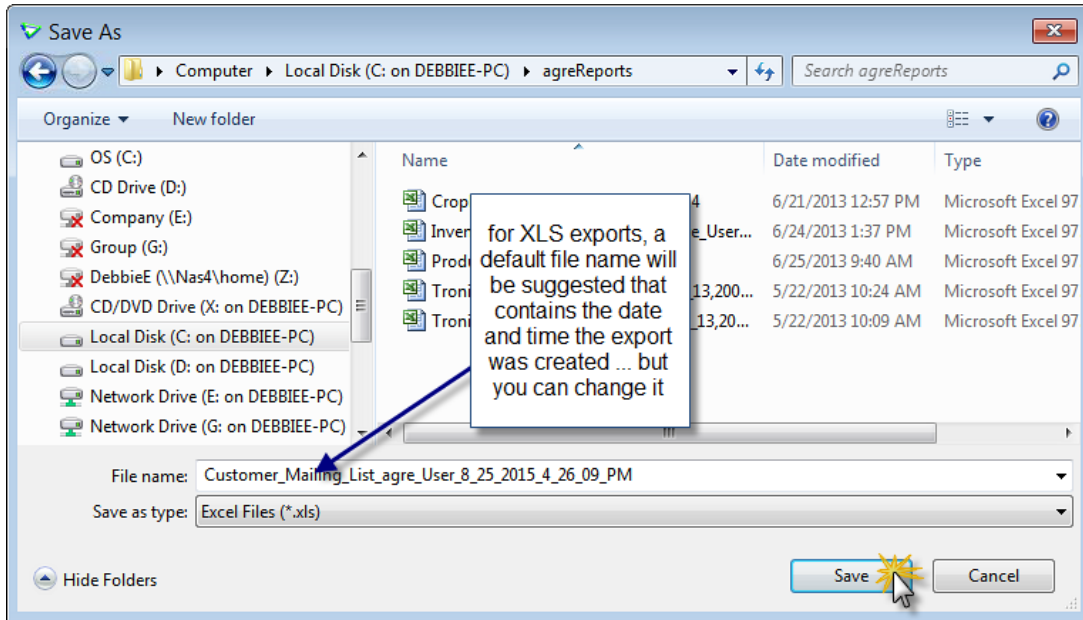 Save As
Computer Local Disk (C: on DEBBIEE-PC) agreReports
Search agreReports
Organize New folder
OS (C:)
CD Drive (D:)
Company (E:)
Group (G:)
DebbieE (\\Nas4\home) (Z:)
CD/DVD Drive (X: on DEBBIEE-PC)
Local Disk (C: on DEBBIEE-PC)
Local Disk (D: on DEBBIEE-PC)
Network Drive (E: on DEBBIEE-PC)
Network Drive (G: on DEBBIEE-PC)
Name Date modified Type
Crop 4 6/21/2013 12:57 PM Microsoft Excel 97
Inver e_User... 6/24/2013 1:37 PM Microsoft Excel 97
Produ 6/25/2013 9:40 AM Microsoft Excel 97
Troni 13,200... 5/22/2013 10:24 AM Microsoft Excel 97
Troni _13,20... 5/22/2013 10:09 AM Microsoft Excel 97
for XLS exports, a
default file name will
be suggested that
contains the date
and time the export
was created ... but
you can change it
File name: Customer_Mailing_List_agre_User_8_25_2015_4_26_09_PM
Save as type: Excel Files (*.xls)
Hide Folders
Save Cancel